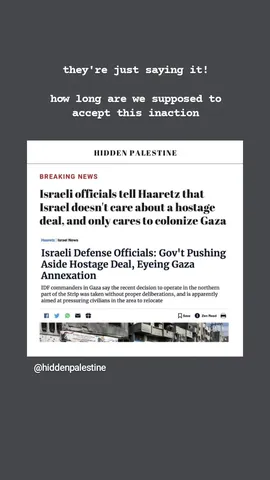 they're just saying it!
how long are we supposed to
accept this inaction
HIDDEN PALESTINE
BREAKING NEWS
Israeli officials tell Haaretz that
Israel doesn't care about a hostage
deal, and only cares to colonize Gaza
Haaretz | Israel News
Israeli Defense Officials: Gov't Pushing
Aside Hostage Deal, Eyeing Gaza
Annexation
IDF commanders in Gaza say the recent decision to operate in the northern
part of the Strip was taken without proper deliberations, and is apparently
aimed at pressuring civilians in the area to relocate
Save
Zen Read
@hiddenpalestine